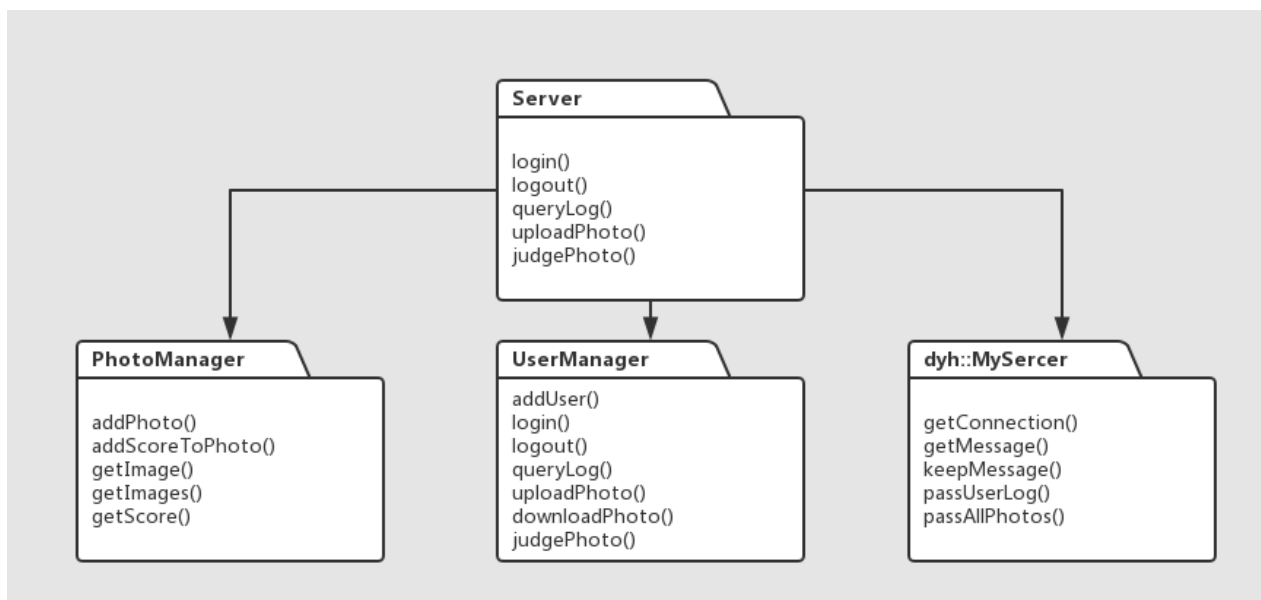 Server
login()
logout()
queryLog()
uploadPhoto()
judgePhoto()
PhotoManager
addPhoto()
addScoreToPhoto()
getImage()
getImages()
getScore()
UserManager
addUser()
login()
logout()
queryLog()
uploadPhoto()
downloadPhoto()
judgePhoto()
dyh::MySercer
getConnection()
getMessage()
keepMessage()
passUserLog()
passAllPhotos()